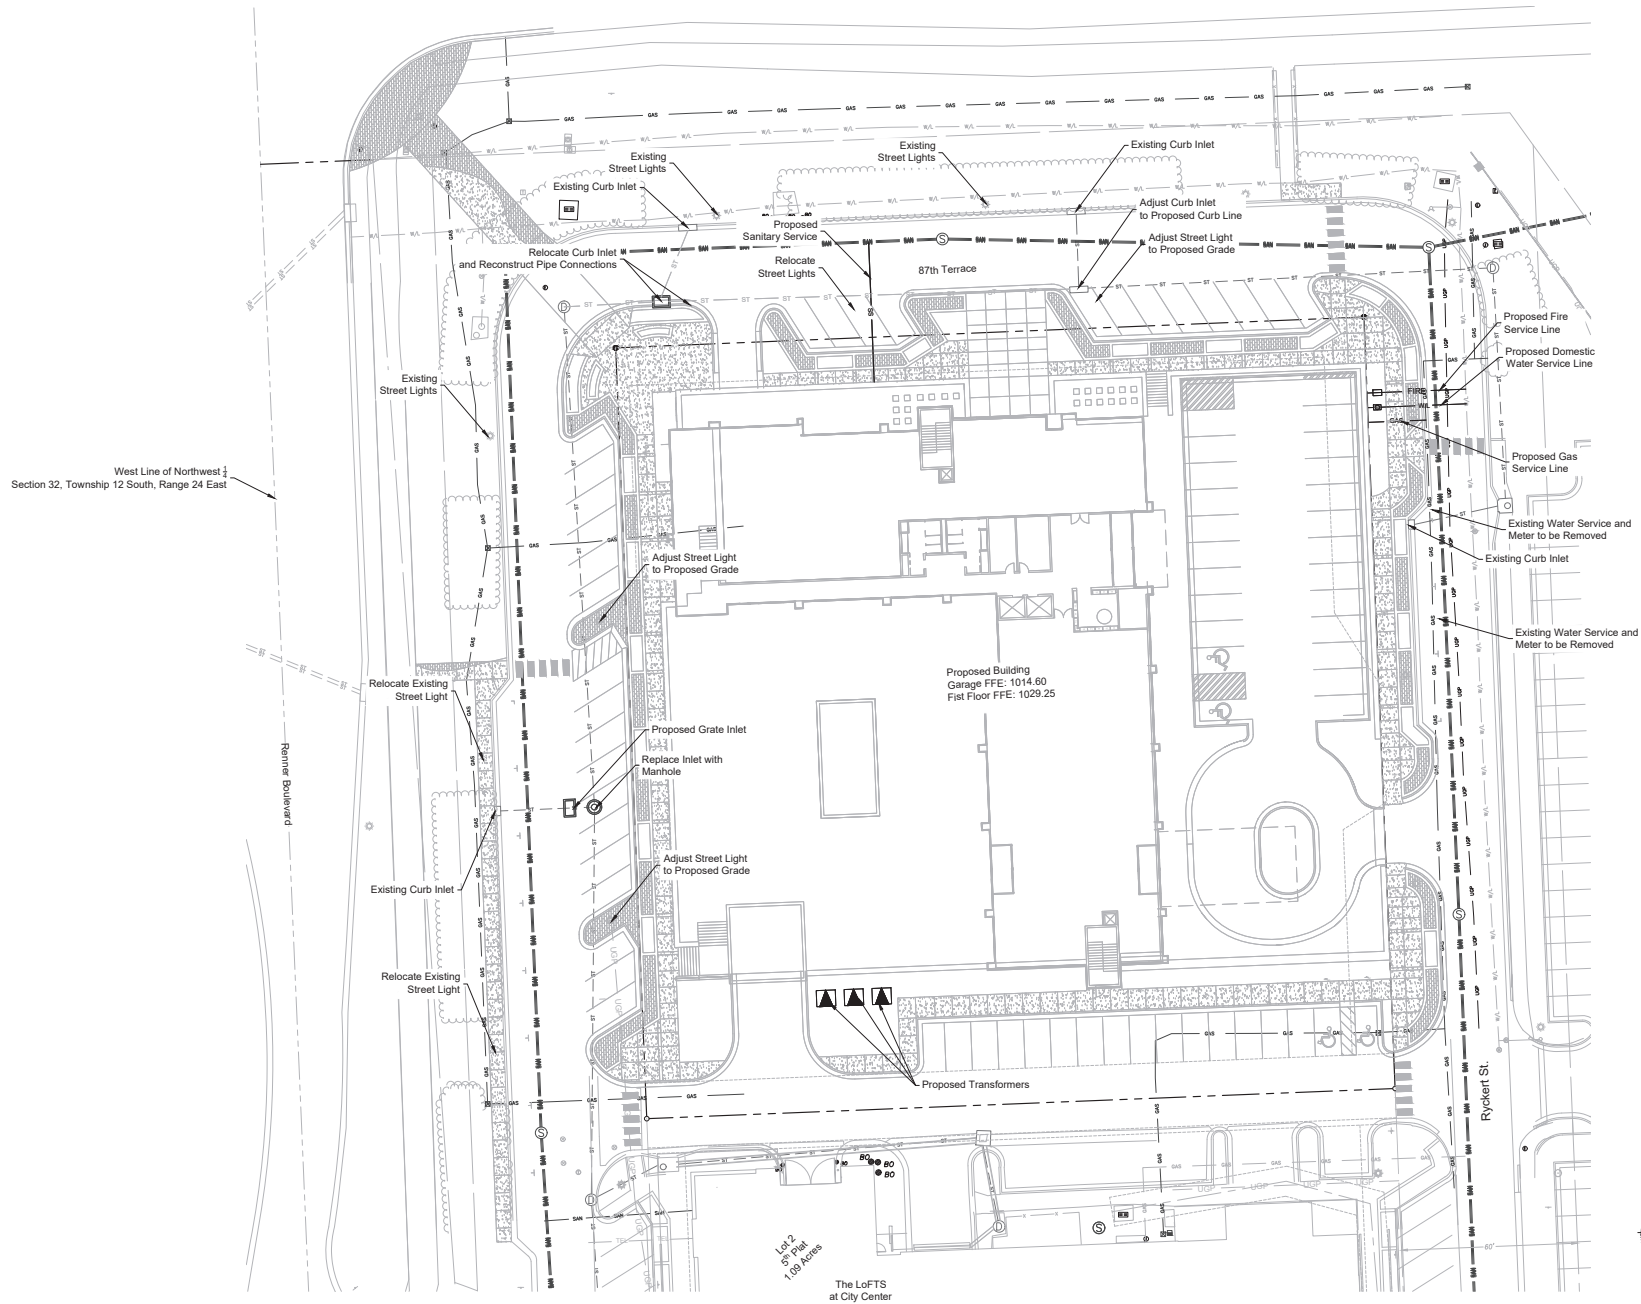 Existing
Street Lights
Existing
Street Lights
Existing Curb Inlet
Existing Curb Inlet
Adjust Curb Inlet
to Proposed Curb Line
Proposed
Sanitary Service
Adjust Street Light
to Proposed Grade
Relocate Curb Inlet
and Reconstruct Pipe Connections
Relocate
Street Lights
87th Terrace
SS
Proposed Fire
Service Line
Proposed Domestic
Water Service Line
Existing
Street Lights
FIRE
W/L
GAS
West Line of Northwest 1/4
Section 32, Township 12 South, Range 24 East
Proposed Gas
Service Line
Existing Water Service and
Meter to be Removed
Existing Curb Inlet
Adjust Street Light
to Proposed Grade
Existing Water Service and
Meter to be Removed
Proposed Building
Garage FFE: 1014.60
Fist Floor FFE: 1029.25
Relocate Existing
Street Light
Proposed Grate Inlet
Replace Inlet with
Manhole
Renner Boulevard
Adjust Street Light
to Proposed Grade
Existing Curb Inlet
Relocate Existing
Street Light
Proposed Transformers
Ryckert St.
BO
BO
BO
Lot 2
5th Plat
1.09 Acres
60'
The LoFTS
at City Center